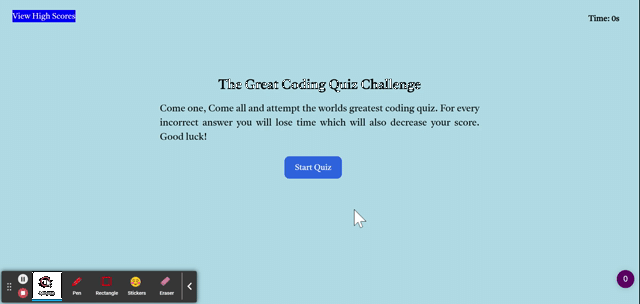 View High Scores
Time: 0s
The Great Coding Quiz Challenge
Come one, Come all and attempt the worlds greatest coding quiz. For every
incorrect answer you will lose time which will also decrease your score.
Good luck!
Start Quiz
Pen
Rectangle
Stickers
Eraser
0